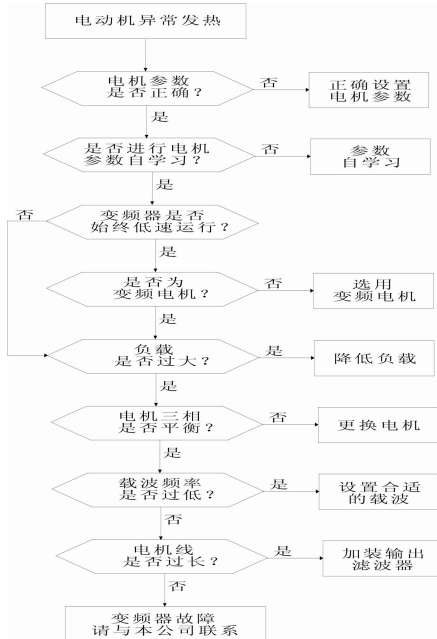 电动机异常发热
电机参数
是否正确？
否
正确设置
电机参数
是
是否进行电机
参数自学习？
否
参数
自学习
是
否
变频器是否
始终低速运行？
是
是否为
变频电机？
否
选用
变频电机
是
负载
是否过大？
是
降低负载
是
电机三相
是否平衡？
否
更换电机
是
载波频率
是否过低？
是
设置合适
的载波
否
电机线
是否过长？
是
加装输出
滤波器
否
变频器故障
请与本公司联系